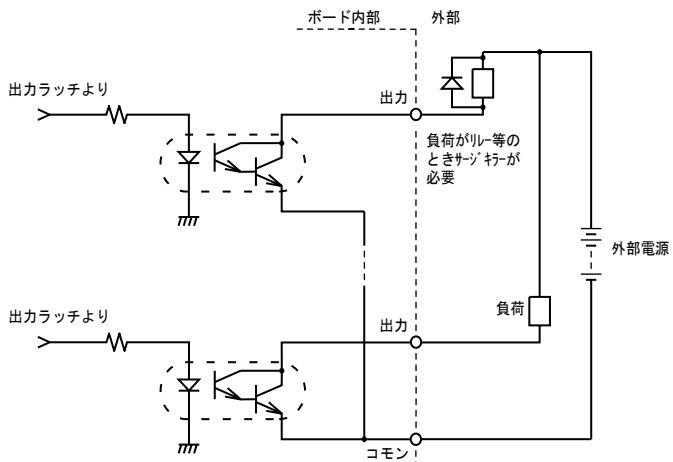 ボード内部 外部
出力ラッチより
出力
負荷がﾘﾚｰ等の
ときｻｰｼﾞｷﾗｰが
必要
外部電源
出力ラッチより
負荷
出力
コモン